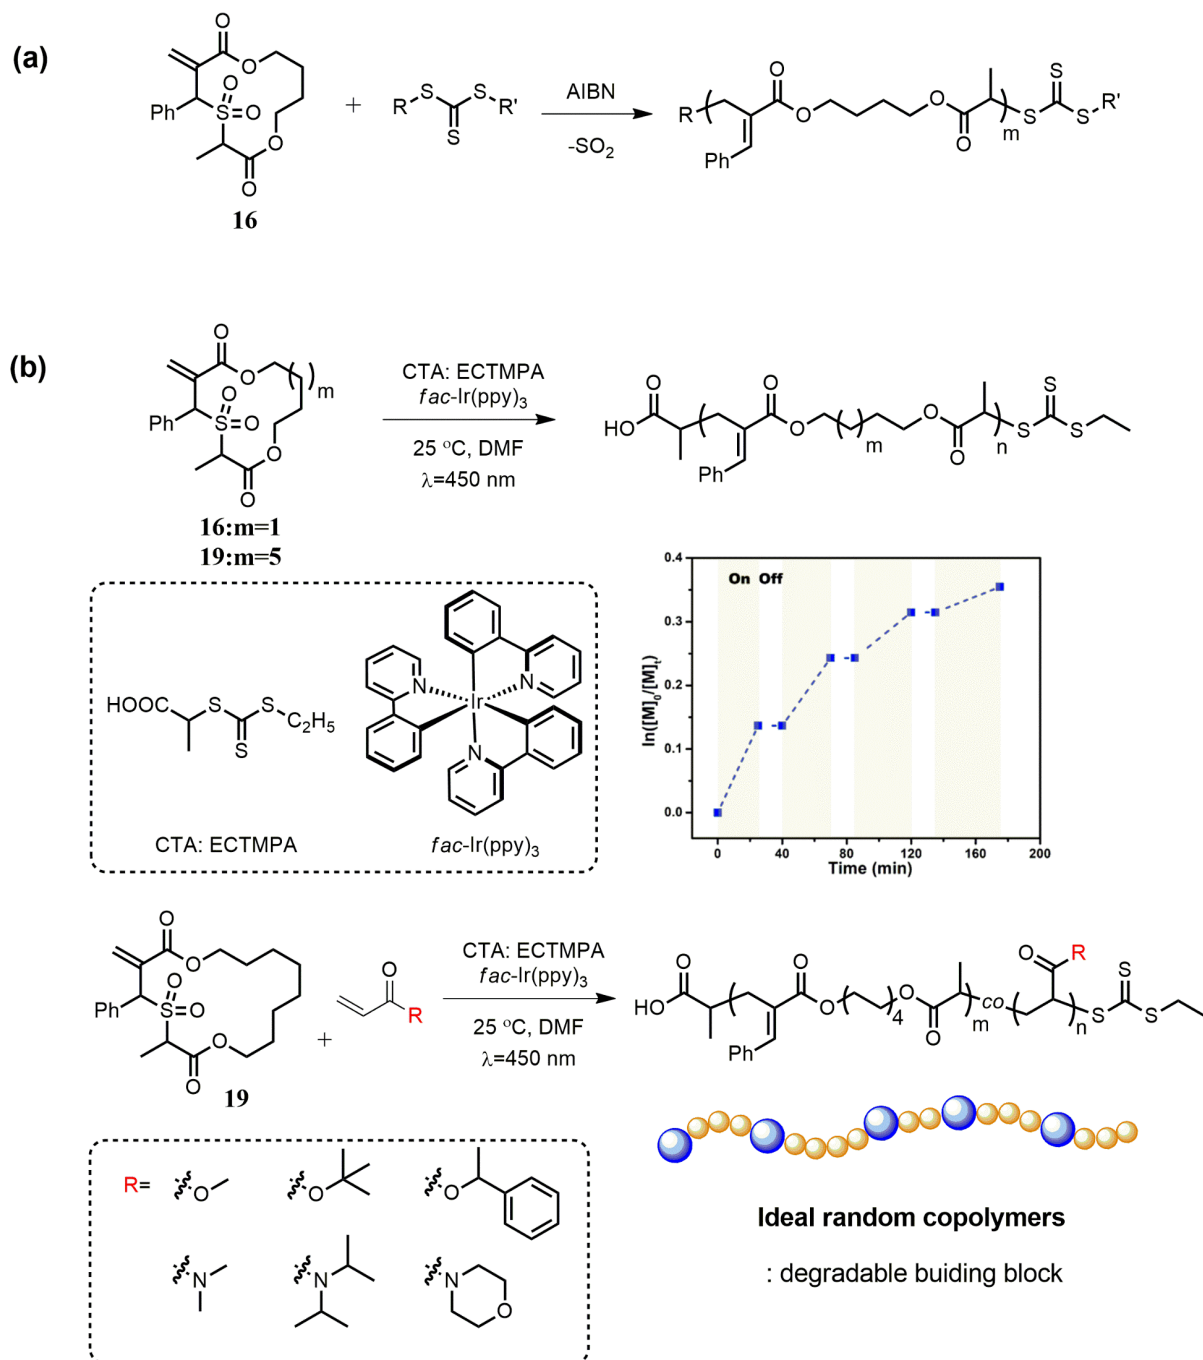 (a)
O
O
Ph
O
S
O
O
O
16
+
R
S
S
R'
S
AIBN
-SO2
R
O
O
Ph
O
O
m
S
S
S
R'
(b)
O
O
m
Ph
O
S
O
O
O
16:m=1
19:m=5
CTA: ECTMPA
fac-Ir(ppy)3
25 °C, DMF
λ=450 nm
O
HO
O
O
Ph
m
O
O
n
S
S
S
HOOC
S
S
C2H5
S
CTA: ECTMPA
N
N
Ir
N
fac-Ir(ppy)3
On Off
0.4
0.3
0.2
0.1
0.0
ln([M]0/[M]t)
0
40
80
120
160
200
Time (min)
O
O
Ph
O
S
O
O
O
19
+
O
R
CTA: ECTMPA
fac-Ir(ppy)3
25 °C, DMF
λ=450 nm
O
HO
O
O
Ph
4
O
O
m
co
O
R
n
S
S
S
R=
O
O
O
N
N
N
O
Ideal random copolymers
: degradable buiding block